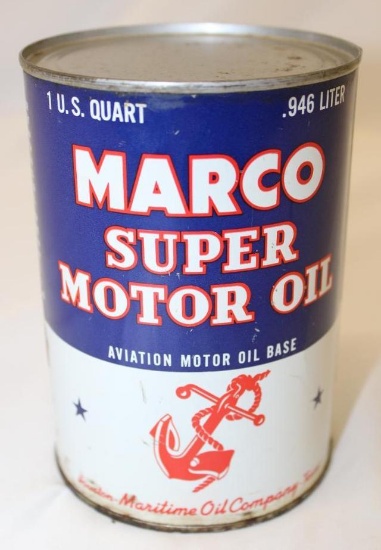 1 U.S. QUART .946 LITER
MARCO
SUPER
MOTOR OIL
AVIATION MOTOR OIL BASE
Maritime Oil Company